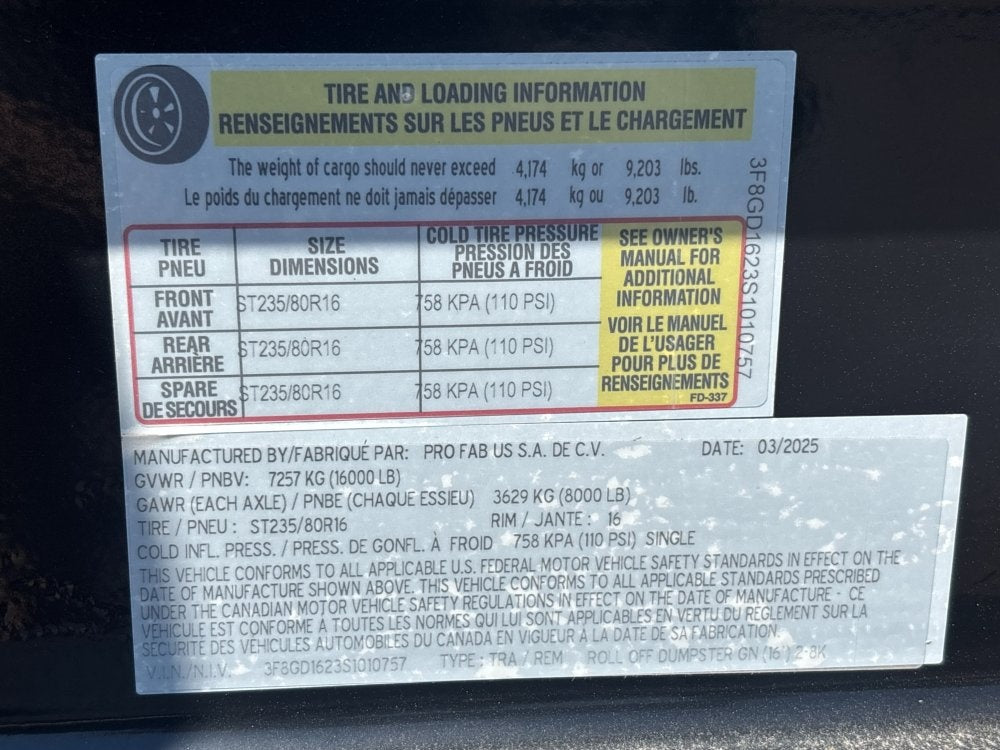 TIRE AND LOADING INFORMATION
RENSEIGNEMENTS SUR LES PNEUS ET LE CHARGEMENT
The weight of cargo should never exceed 4,174 kg or 9,203 lbs.
Le poids du chargement ne doit jamais dépasser 4,174 kg ou 9,203 lb.
TIRE
PNEU
SIZE
DIMENSIONS
COLD TIRE PRESSURE
PRESSION DES
PNEUS A FROID
FRONT
AVANT
ST235/80R16
758 KPA (110 PSI)
REAR
ARRIÈRE
ST235/80R16
758 KPA (110 PSI)
SPARE
DE SECOURS
ST235/80R16
758 KPA (110 PSI)
SEE OWNER'S
MANUAL FOR
ADDITIONAL
INFORMATION
VOIR LE MANUEL
DE L'USAGER
POUR PLUS DE
RENSEIGNEMENTS
FD-337
3F8GD1623S1010757
MANUFACTURED BY/FABRIQUÉ PAR: PRO FAB US S.A. DE C.V. DATE: 03/2025
GVWR / PNBV: 7257 KG (16000 LB)
GAWR (EACH AXLE) / PNBE (CHAQUE ESSIEU) 3629 KG (8000 LB)
TIRE / PNEU : ST235/80R16 RIM / JANTE : 16
COLD INFL. PRESS. / PRESS. DE GONFL. À FROID 758 KPA (110 PSI) SINGLE
THIS VEHICLE CONFORMS TO ALL APPLICABLE U.S. FEDERAL MOTOR VEHICLE SAFETY STANDARDS IN EFFECT ON THE
DATE OF MANUFACTURE SHOWN ABOVE. THIS VEHICLE CONFORMS TO ALL APPLICABLE STANDARDS PRESCRIBED
UNDER THE CANADIAN MOTOR VEHICLE SAFETY REGULATIONS IN EFFECT ON THE DATE OF MANUFACTURE - CE
VÉHICULE EST CONFORME A TOUTES LES NORMES QUI LUI SONT APPLICABLES EN VERTU DU RÈGLEMENT SUR LA
SÉCURITÉ DES VÉHICULES AUTOMOBILES DU CANADA EN VIGUEUR À LA DATE DE SA FABRICATION.
V.I.N./N.I.V. 3F8GD1623S1010757 TYPE : TRA / REM ROLL OFF DUMPSTER GN (16') 2-8K